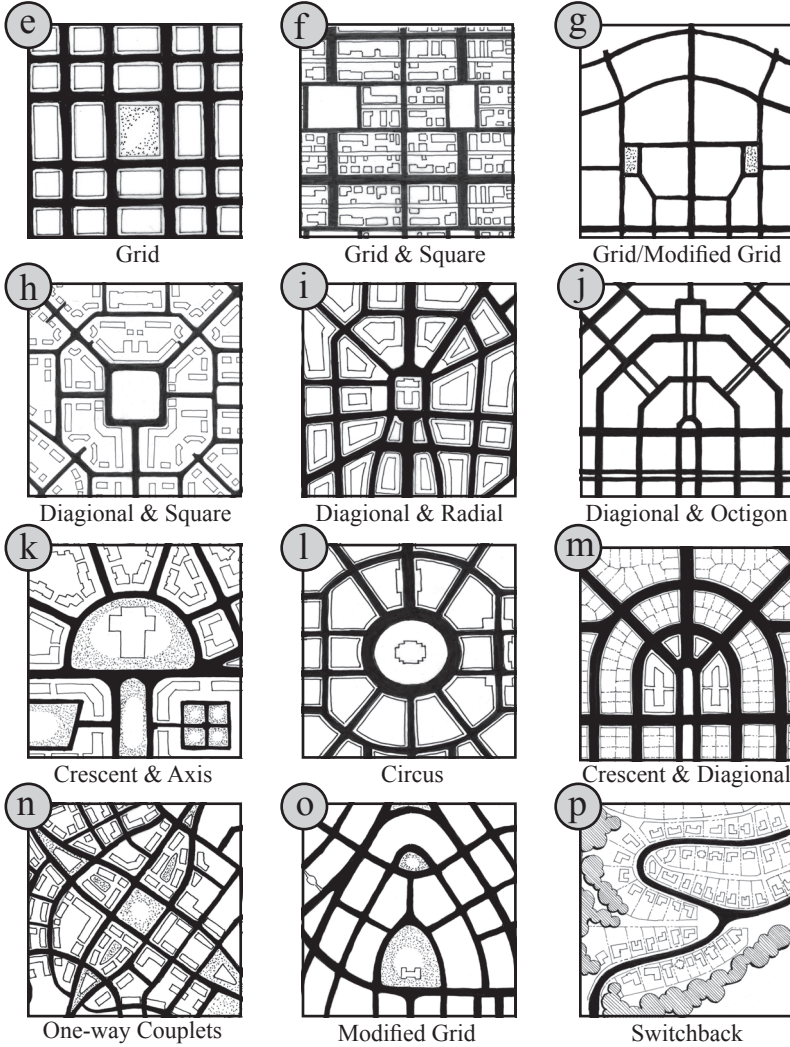 e
f
g
Grid
Grid & Square
Grid/Modified Grid
h
i
j
Diagional & Square
Diagional & Radial
Diagional & Octigon
k
l
m
Crescent & Axis
Circus
Crescent & Diagional
n
o
p
One-way Couplets
Modified Grid
Switchback